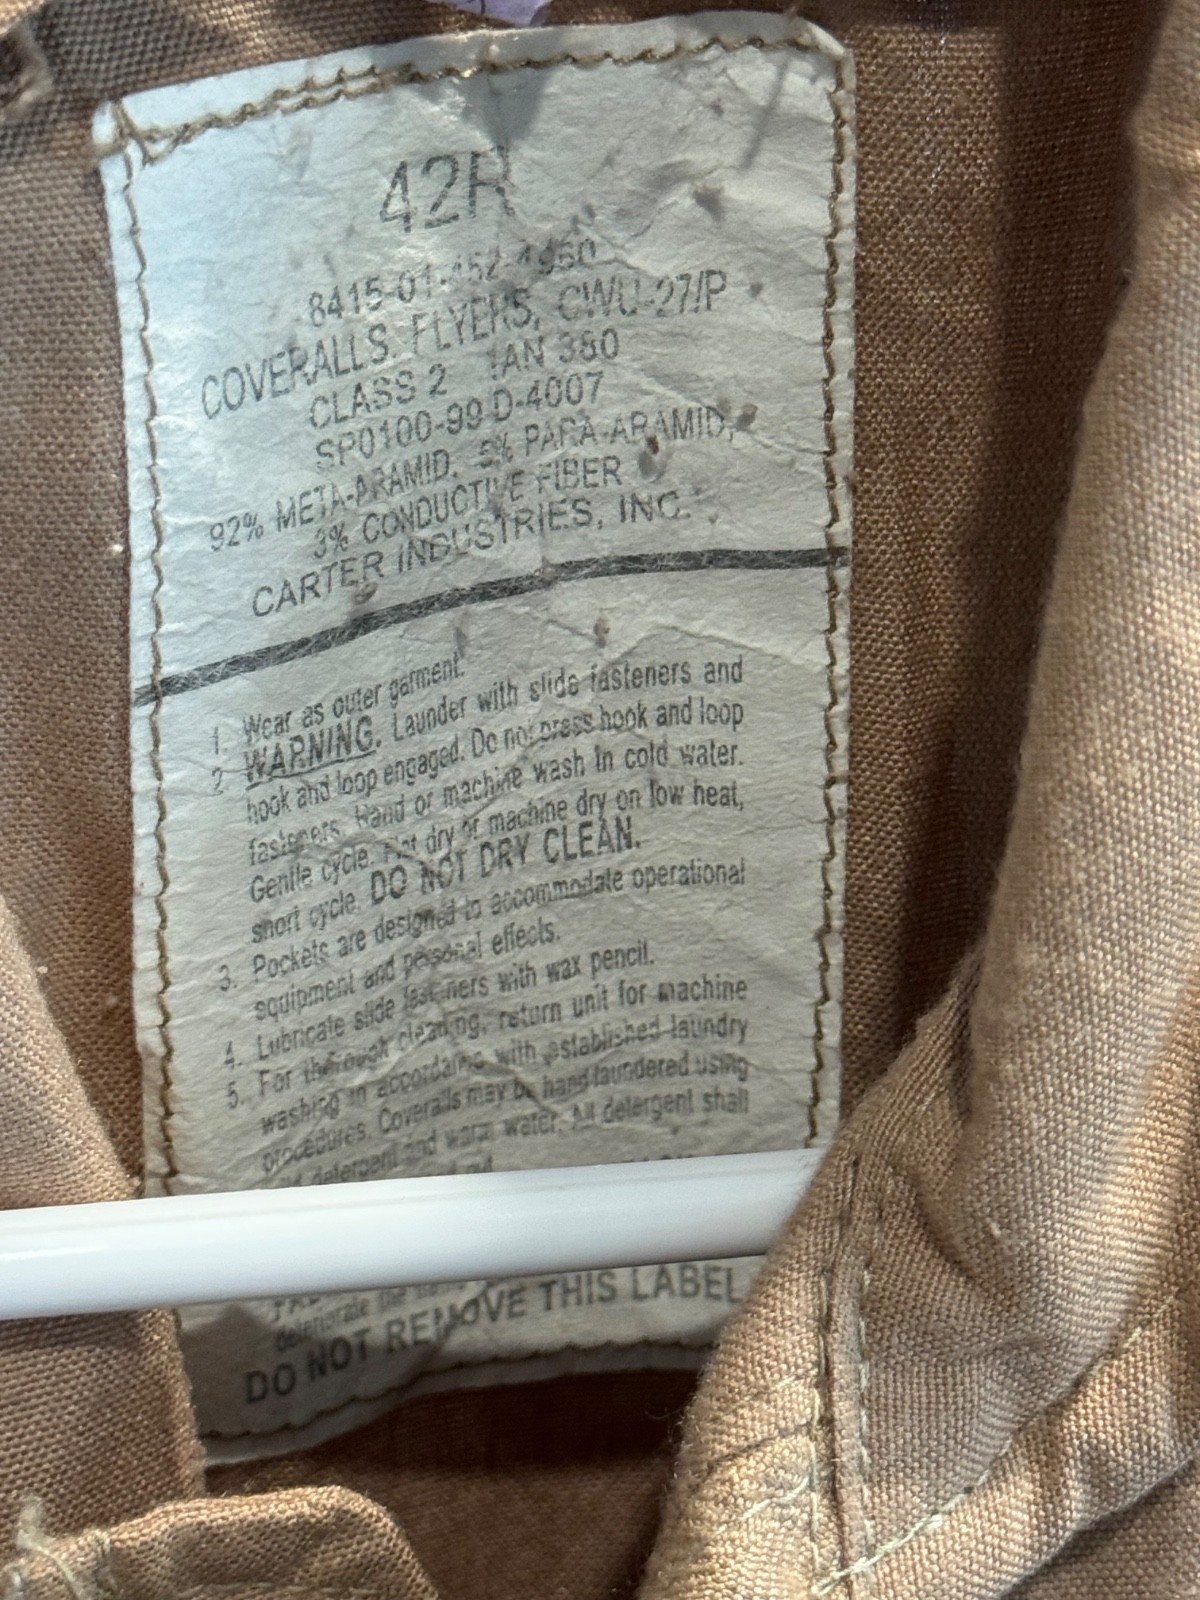 42R
8415-01-452-4960
COVERALLS, FLYERS, CWU-27/P
CLASS 2 TAN 380
SP0100-99 D-4007
92% META-ARAMID, 5% PARA-ARAMID,
3% CONDUCTIVE FIBER
CARTER INDUSTRIES, INC.
1. Wear as outer garment.
2. WARNING. Launder with slide fasteners and
hook and loop engaged. Do not press hook and loop
fasteners. Hand or machine wash in cold water.
Gentle cycle. Flat dry or machine dry on low heat,
short cycle. DO NOT DRY CLEAN.
3. Pockets are designed to accommodate operational
equipment and personal effects.
4. Lubricate slide fasteners with wax pencil.
5. For thorough cleaning, return unit for machine
washing in accordance with established laundry
procedures. Coveralls may be hand laundered using
detergent and warm water. All detergent shall
deteriorate the
DO NOT REMOVE THIS LABEL